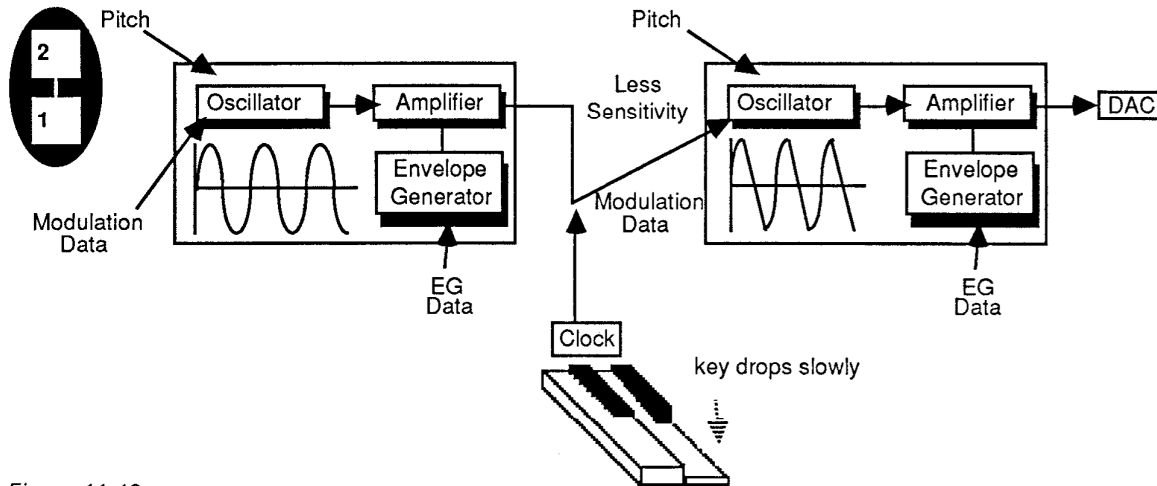 2
1
Pitch
Oscillator
Amplifier
Envelope
Generator
Modulation
Data
EG
Data
Less
Sensitivity
Modulation
Data
Pitch
Oscillator
Amplifier
DAC
Envelope
Generator
EG
Data
Clock
key drops slowly